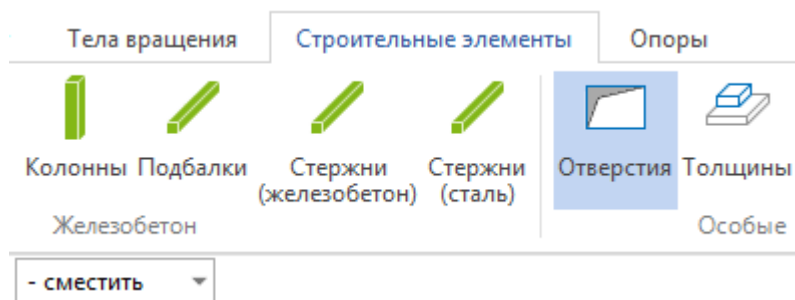 Тела вращения Строительные элементы Опоры
Колонны Подбалки Стержни (железобетон) Стержни (сталь) Отверстия Толщины
Железобетон Особые
- сместить